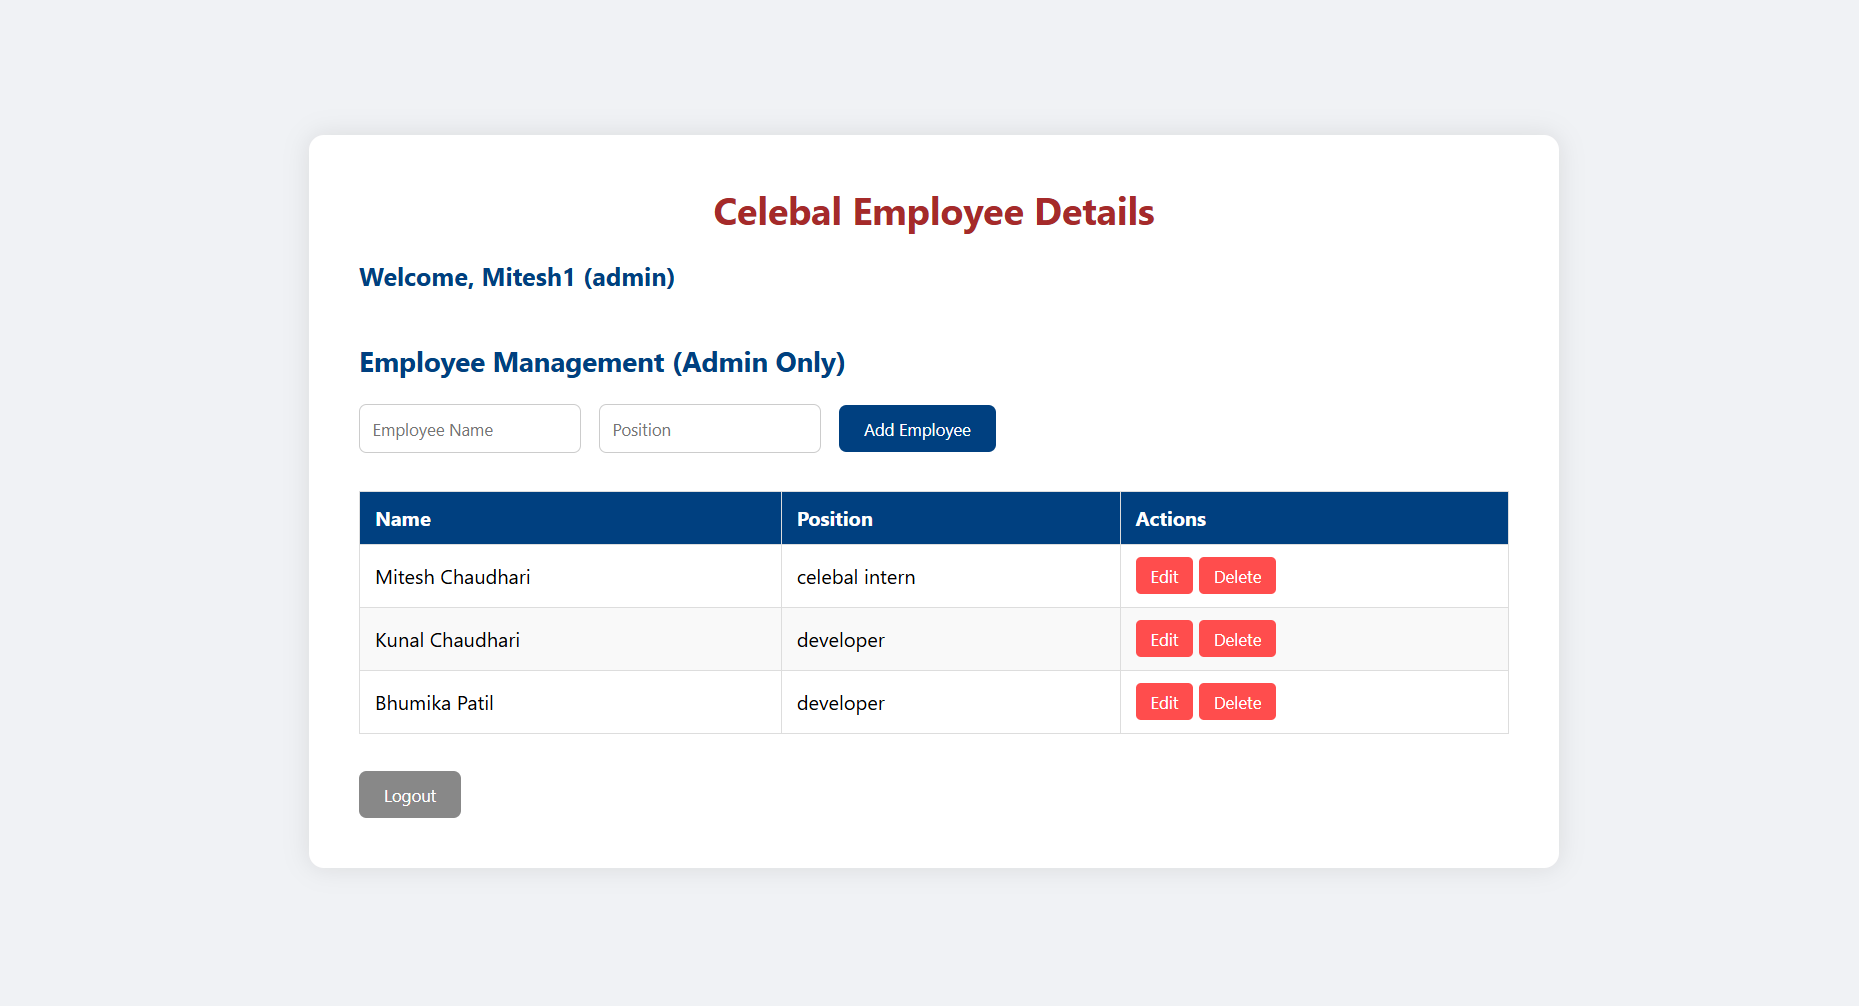 Celebal Employee Details
Welcome, Mitesh1 (admin)
Employee Management (Admin Only)
Employee Name Position Add Employee
Name Position Actions
Mitesh Chaudhari celebal intern Edit Delete
Kunal Chaudhari developer Edit Delete
Bhumika Patil developer Edit Delete
Logout